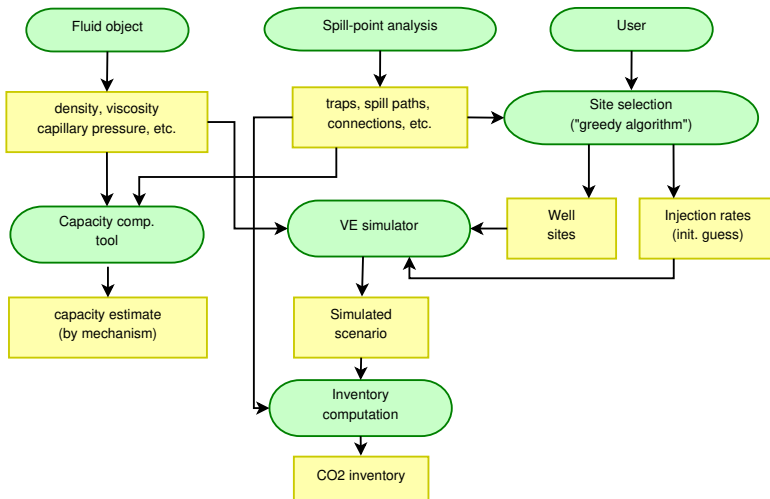 Fluid object
Spill-point analysis
User
density, viscosity
capillary pressure, etc.
traps, spill paths,
connections, etc.
Site selection
("greedy algorithm")
Capacity comp.
tool
VE simulator
Well
sites
Injection rates
(init. guess)
capacity estimate
(by mechanism)
Simulated
scenario
Inventory
computation
CO2 inventory